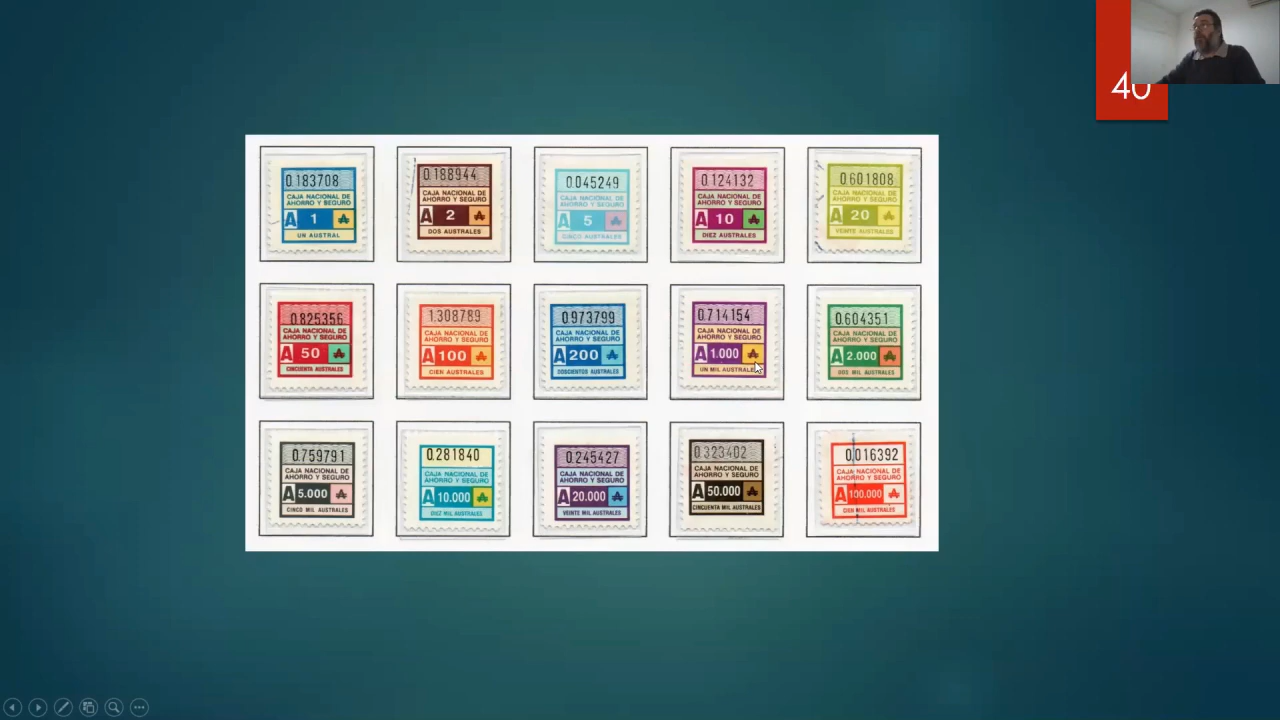 40
0.183708
CAJA NACIONAL DE
AHORRO Y SEGURO
A 1
UN AUSTRAL
0.188944
CAJA NACIONAL DE
AHORRO Y SEGURO
A 2
DOS AUSTRALES
0.045249
CAJA NACIONAL DE
AHORRO Y SEGURO
A 5
CINCO AUSTRALES
0.124132
CAJA NACIONAL DE
AHORRO Y SEGURO
A 10
DIEZ AUSTRALES
0.601808
CAJA NACIONAL DE
AHORRO Y SEGURO
A 20
VEINTE AUSTRALES
0.825356
CAJA NACIONAL DE
AHORRO Y SEGURO
A 50
CINCUENTA AUSTRALES
1.308789
CAJA NACIONAL DE
AHORRO Y SEGURO
A 100
CIEN AUSTRALES
0.973799
CAJA NACIONAL DE
AHORRO Y SEGURO
A 200
DOSCIENTOS AUSTRALES
0.714154
CAJA NACIONAL DE
AHORRO Y SEGURO
A 1.000
UN MIL AUSTRALES
0.604351
CAJA NACIONAL DE
AHORRO Y SEGURO
A 2.000
DOS MIL AUSTRALES
0.759791
CAJA NACIONAL DE
AHORRO Y SEGURO
A 5.000
CINCO MIL AUSTRALES
0.281840
CAJA NACIONAL DE
AHORRO Y SEGURO
A 10.000
DIEZ MIL AUSTRALES
0.245427
CAJA NACIONAL DE
AHORRO Y SEGURO
A 20.000
VEINTE MIL AUSTRALES
0.323402
CAJA NACIONAL DE
AHORRO Y SEGURO
A 50.000
CINCUENTA MIL AUSTRALES
0.016392
CAJA NACIONAL DE
AHORRO Y SEGURO
A 100.000
CIEN MIL AUSTRALES